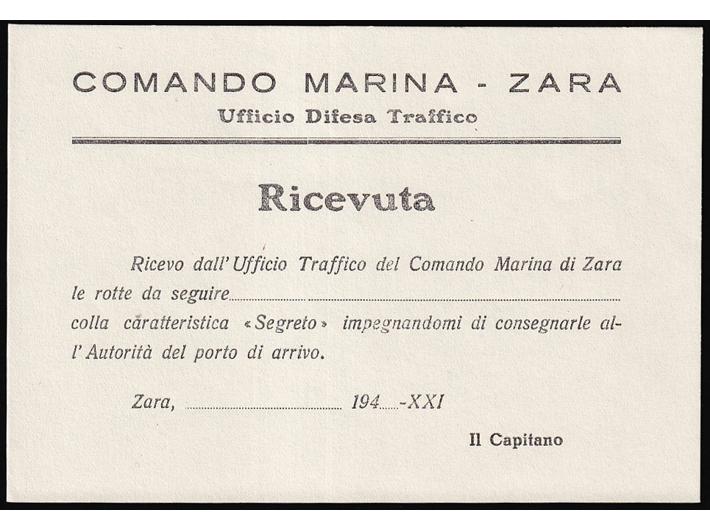 COMANDO MARINA - ZARA
Ufficio Difesa Traffico
Ricevuta
Ricevo dall' Ufficio Traffico del Comando Marina di Zara
le rotte da seguire................
colla caratteristica «Segreto» impegnandomi di consegnarle al-
l' Autorità del porto di arrivo.
Zara, ................ 194......-XXI
Il Capitano